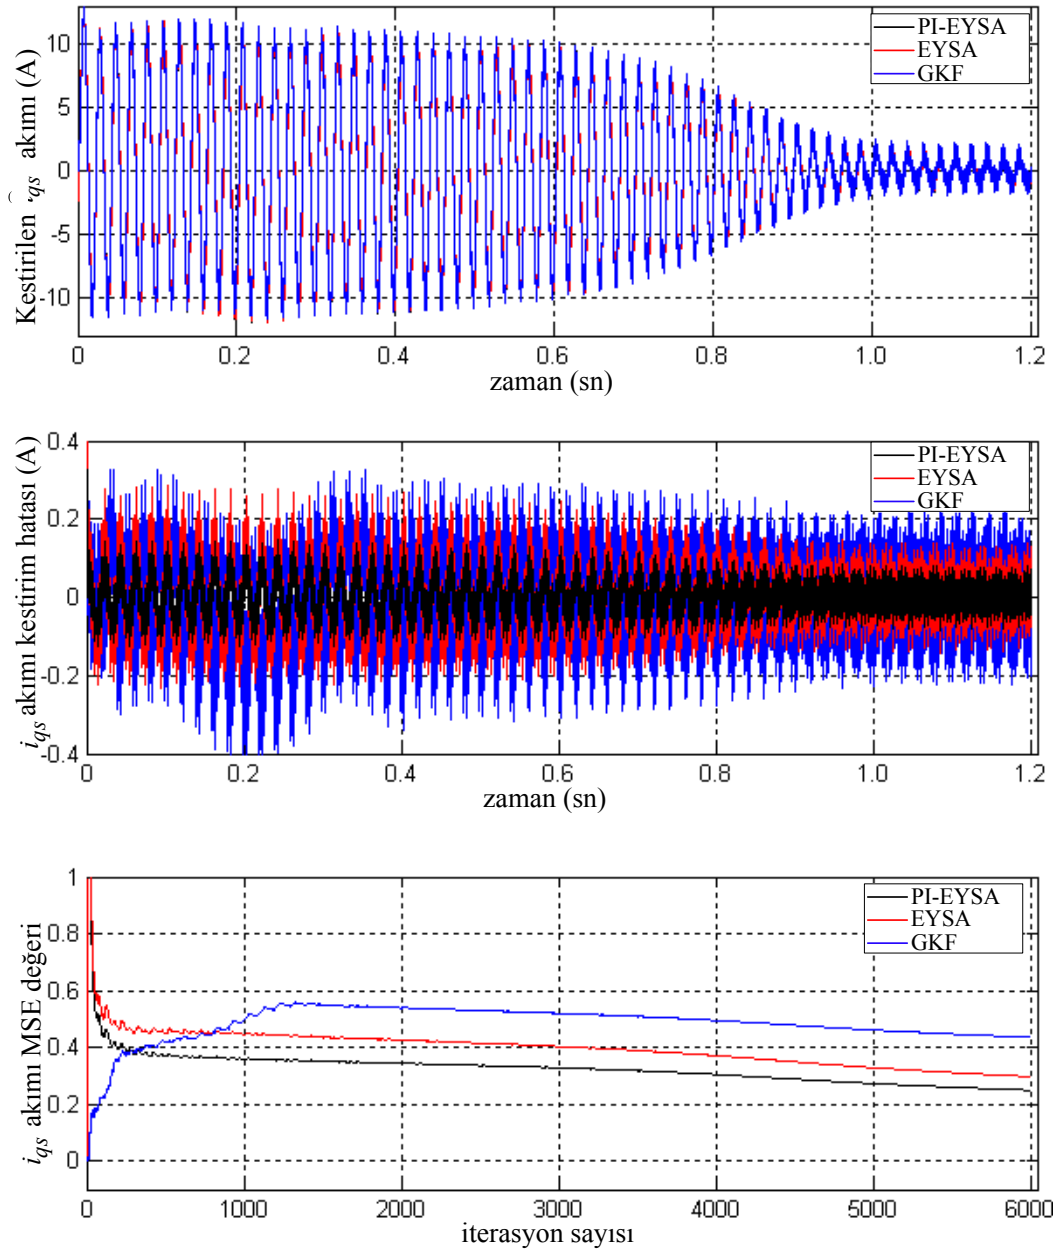 Kestirilen i_qs akımı (A)
10
5
0
-5
-10
PI-EYSA
EYSA
GKF
0 0.2 0.4 0.6 0.8 1.0 1.2
zaman (sn)
i_qs akımı kestirim hatası (A)
0.4
0.2
0
-0.2
-0.4
PI-EYSA
EYSA
GKF
0 0.2 0.4 0.6 0.8 1.0 1.2
zaman (sn)
i_qs akımı MSE değeri
1
0.8
0.6
0.4
0.2
0
PI-EYSA
EYSA
GKF
0 1000 2000 3000 4000 5000 6000
iterasyon sayısı